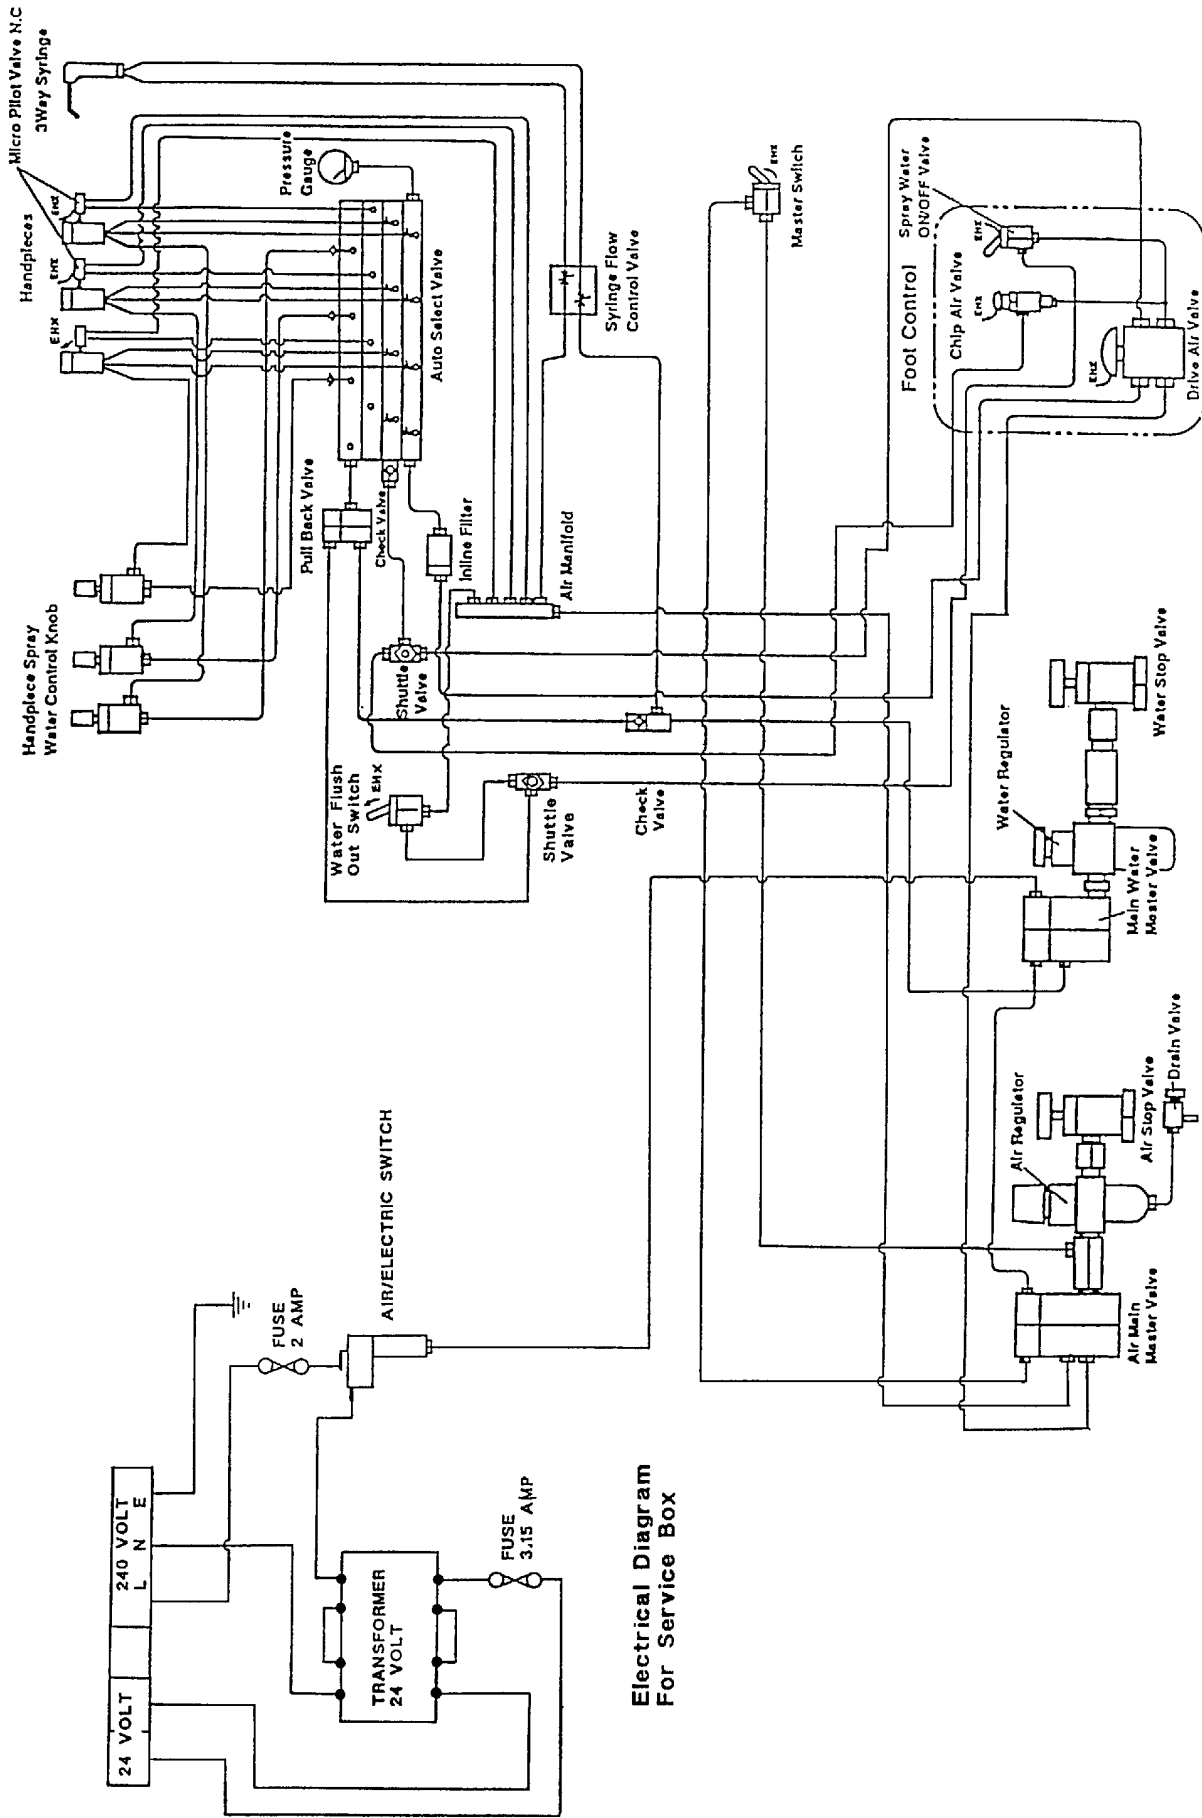 Micro Pilot Valve N.C
3Way Syringe
Handpieces
EHX
EHX
EHX
Pressure
Gauge
Handpiece Spray
Water Control Knob
Auto Select Valve
Pull Back Valve
Check Valve
Inline Filter
Air Manifold
Syringe Flow
Control Valve
Shuttle
Valve
Water Flush
Out Switch
EHX
Shuttle
Valve
Check
Valve
Master Switch
EHX
Foot Control
Spray Water
ON/OFF Valve
EHX
Chip Air Valve
EHX
EHX
Drive Air Valve
Water Stop Valve
Water Regulator
Main Water
Master Valve
Drain Valve
Air Stop Valve
Air Regulator
Air Main
Master Valve
AIR/ELECTRIC SWITCH
FUSE
2 AMP
240 VOLT
L N E
24 VOLT
TRANSFORMER
24 VOLT
FUSE
3.15 AMP
Electrical Diagram
For Service Box